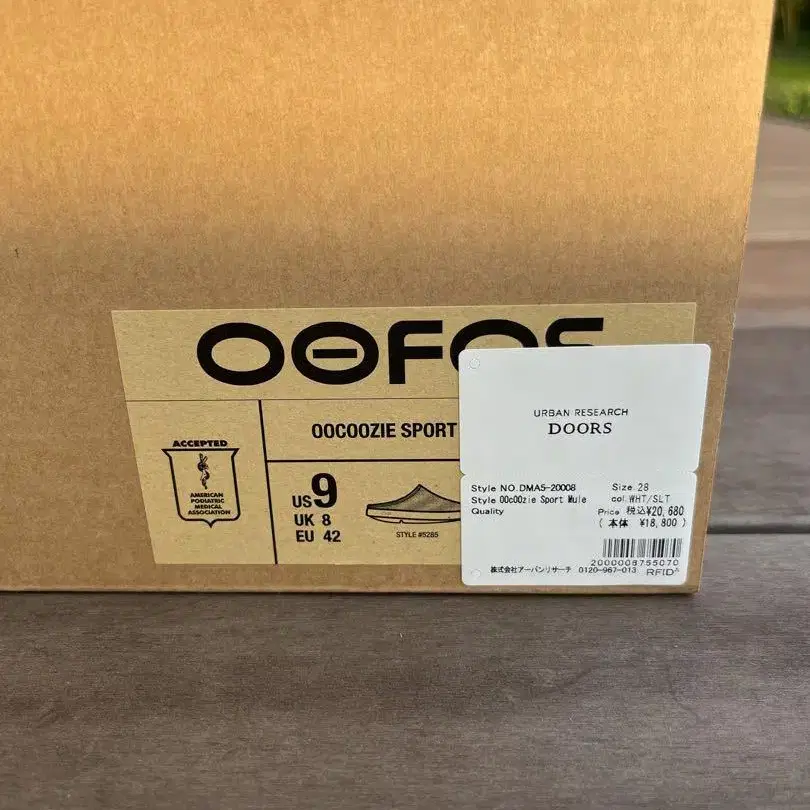 OOFOS
OOCOOZIE SPORT
ACCEPTED
AMERICAN
PODIATRIC
MEDICAL
ASSOCIATION
US 9
UK 8
EU 42
STYLE #5285
URBAN RESEARCH
DOORS
Style NO.DMA5-20008 Size 28
Style OOcOOzie Sport Mule col.WHT/SLT
Quality Price 税込¥20,680
( 本体 ¥18,800 )
2000008755070
株式会社アーバンリサーチ 0120-967-013 RFID